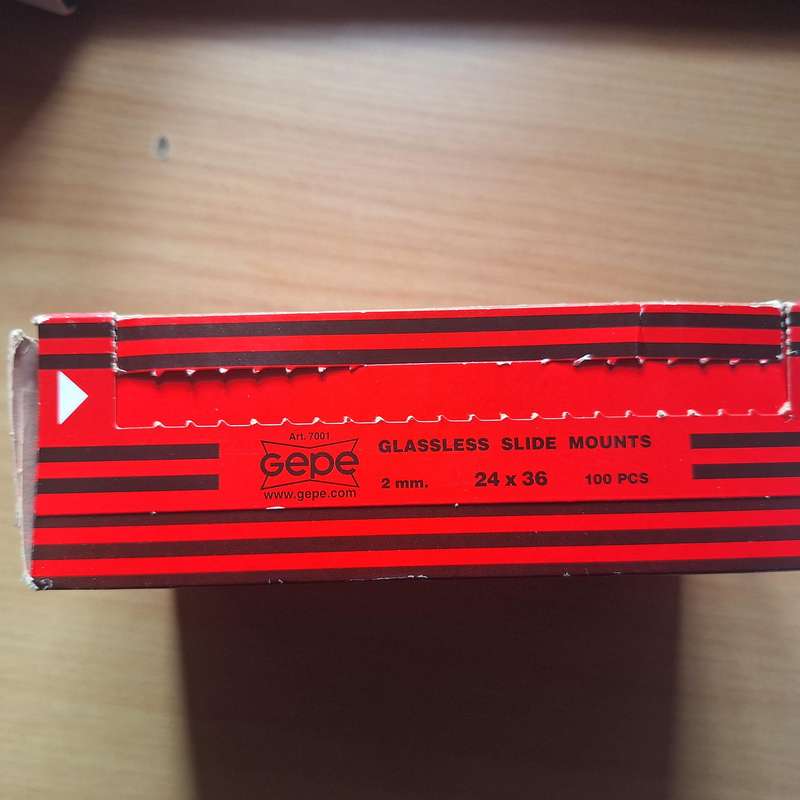 Art. 7001
GePe
www.gepe.com
GLASSLESS SLIDE MOUNTS
2 mm. 24 x 36 100 PCS